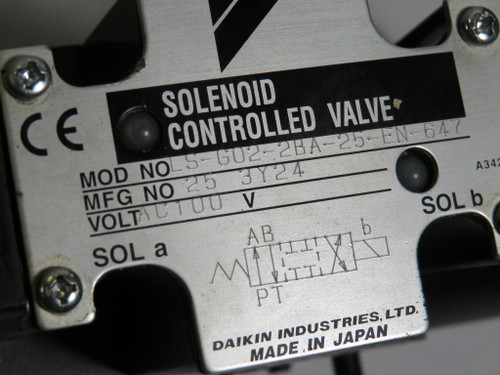 SOLENOID
CONTROLLED VALVE
CE
MOD NO LS-G02-2BA-25-EN-647
MFG NO 25 3Y24
VOLT AC100 V
A342
SOL a
SOL b
AB
b
PT
DAIKIN INDUSTRIES, LTD.
MADE IN JAPAN